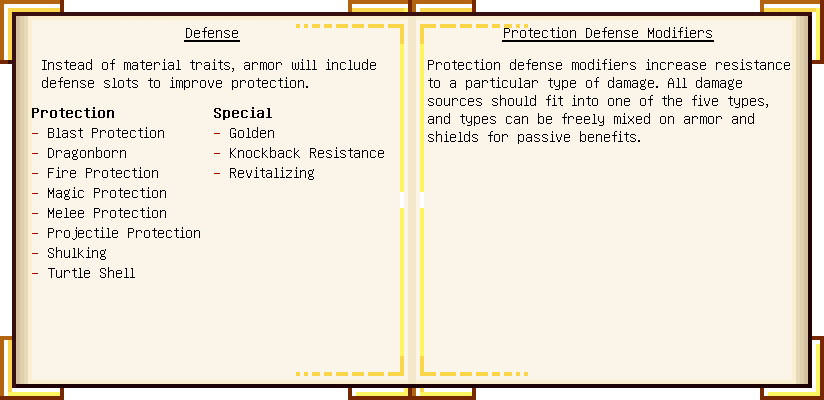 Defense
Instead of material traits, armor will include
defense slots to improve protection.
Protection
- Blast Protection
- Dragonborn
- Fire Protection
- Magic Protection
- Melee Protection
- Projectile Protection
- Shulking
- Turtle Shell
Special
- Golden
- Knockback Resistance
- Revitalizing
Protection Defense Modifiers
Protection defense modifiers increase resistance
to a particular type of damage. All damage
sources should fit into one of the five types,
and types can be freely mixed on armor and
shields for passive benefits.